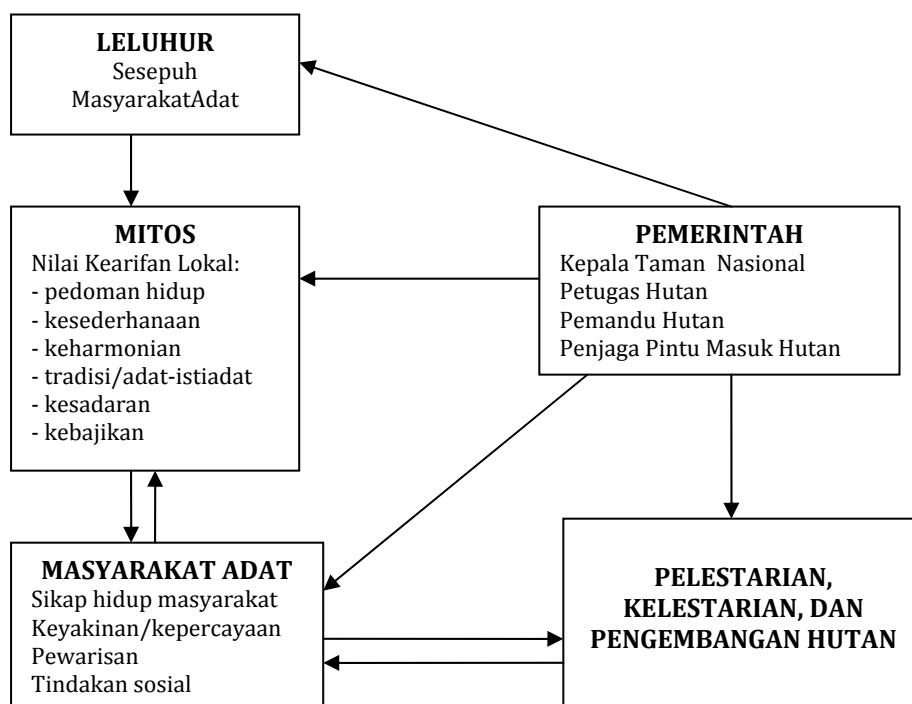 LELUHUR
Sesepuh
MasyarakatAdat
MITOS
Nilai Kearifan Lokal:
- pedoman hidup
- kesederhanaan
- keharmonian
- tradisi/adat-istiadat
- kesadaran
- kebajikan
PEMERINTAH
Kepala Taman Nasional
Petugas Hutan
Pemandu Hutan
Penjaga Pintu Masuk Hutan
MASYARAKAT ADAT
Sikap hidup masyarakat
Keyakinan/kepercayaan
Pewarisan
Tindakan sosial
PELESTARIAN,
KELESTARIAN, DAN
PENGEMBANGAN HUTAN